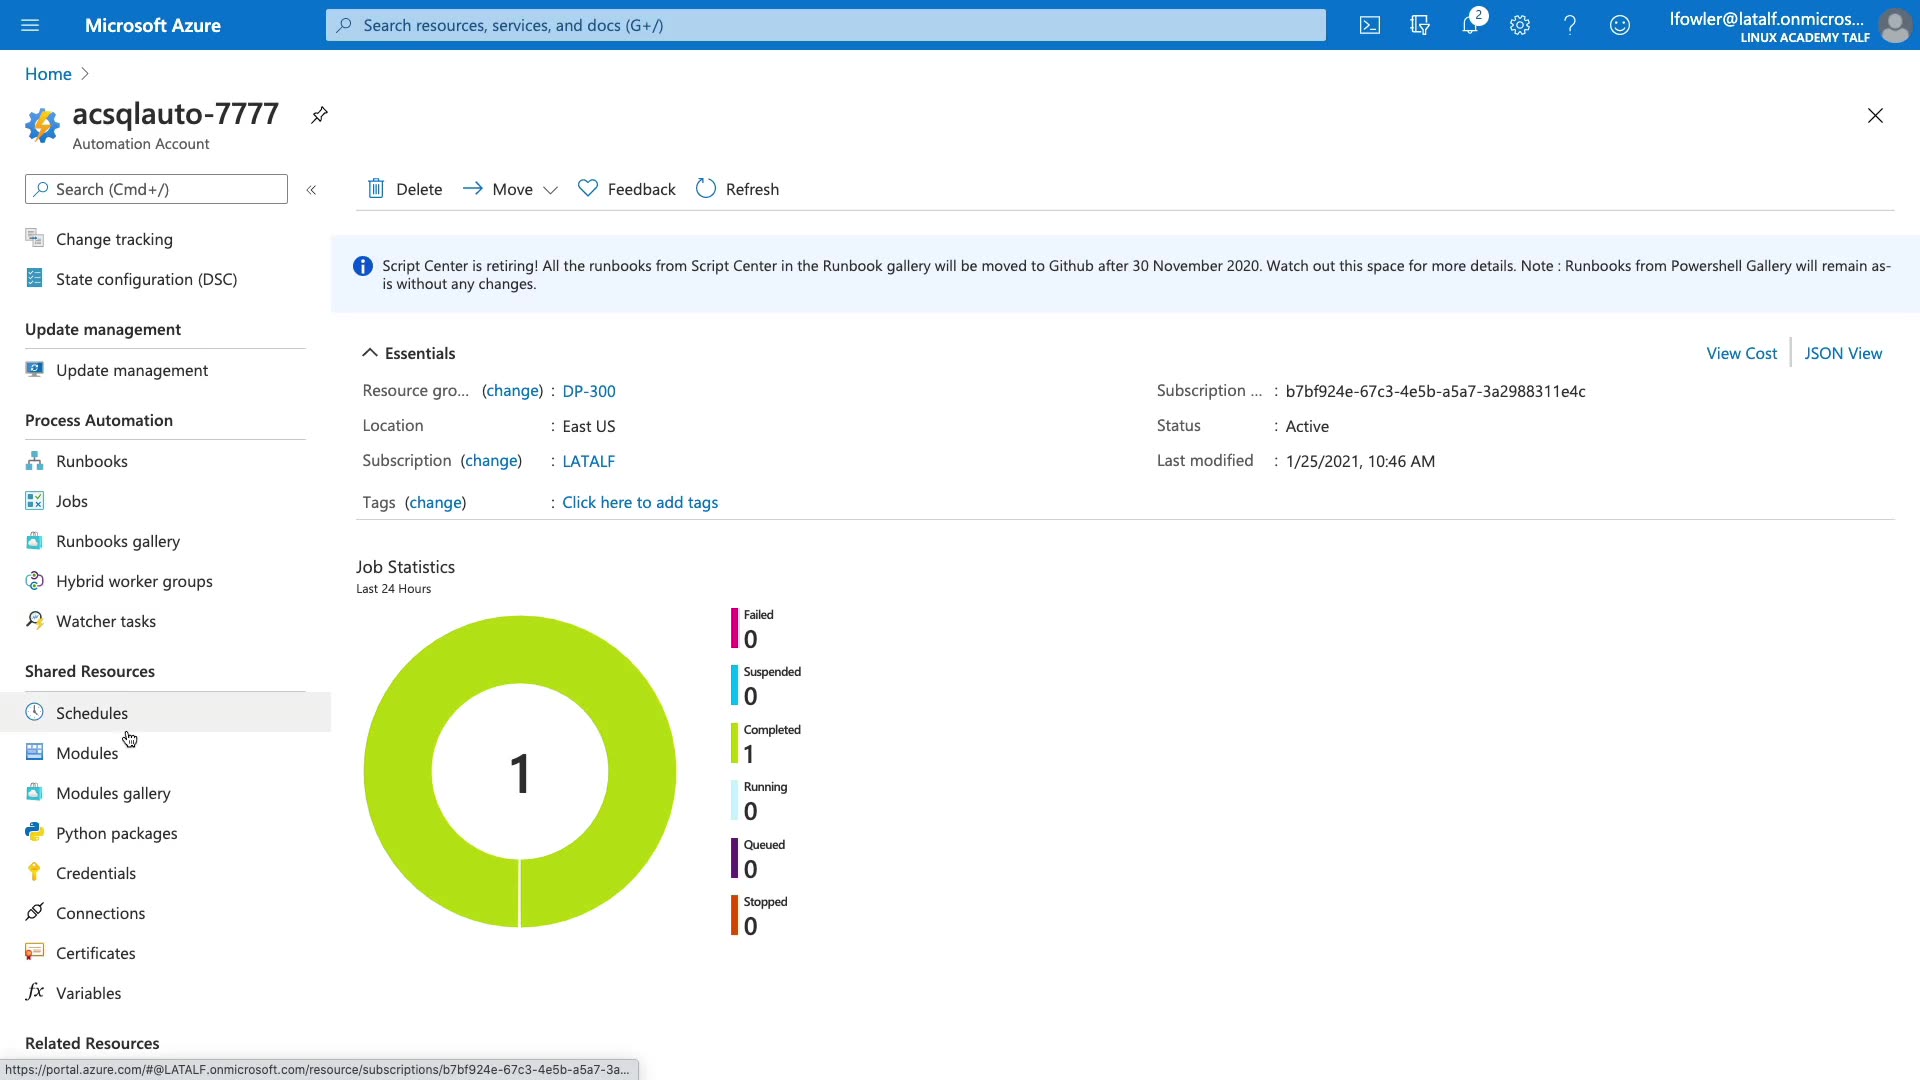 Microsoft Azure
Search resources, services, and docs (G+/)
2
lfowler@latalf.onmicros...
LINUX ACADEMY TALF
Home
acsqlauto-7777
Automation Account
Search (Cmd+/)
«
Delete
Move
Feedback
Refresh
Change tracking
State configuration (DSC)
Update management
Update management
Process Automation
Runbooks
Jobs
Runbooks gallery
Hybrid worker groups
Watcher tasks
Shared Resources
Schedules
Modules
Modules gallery
Python packages
Credentials
Connections
Certificates
Variables
Related Resources
Script Center is retiring! All the runbooks from Script Center in the Runbook gallery will be moved to Github after 30 November 2020. Watch out this space for more details. Note : Runbooks from Powershell Gallery will remain as-
is without any changes.
Essentials
View Cost
JSON View
Resource gro... (change) : DP-300
Location : East US
Subscription (change) : LATALF
Tags (change) : Click here to add tags
Subscription ... : b7bf924e-67c3-4e5b-a5a7-3a2988311e4c
Status : Active
Last modified : 1/25/2021, 10:46 AM
Job Statistics
Last 24 Hours
1
Failed
0
Suspended
0
Completed
1
Running
0
Queued
0
Stopped
0
https://portal.azure.com/#@LATALF.onmicrosoft.com/resource/subscriptions/b7bf924e-67c3-4e5b-a5a7-3a...